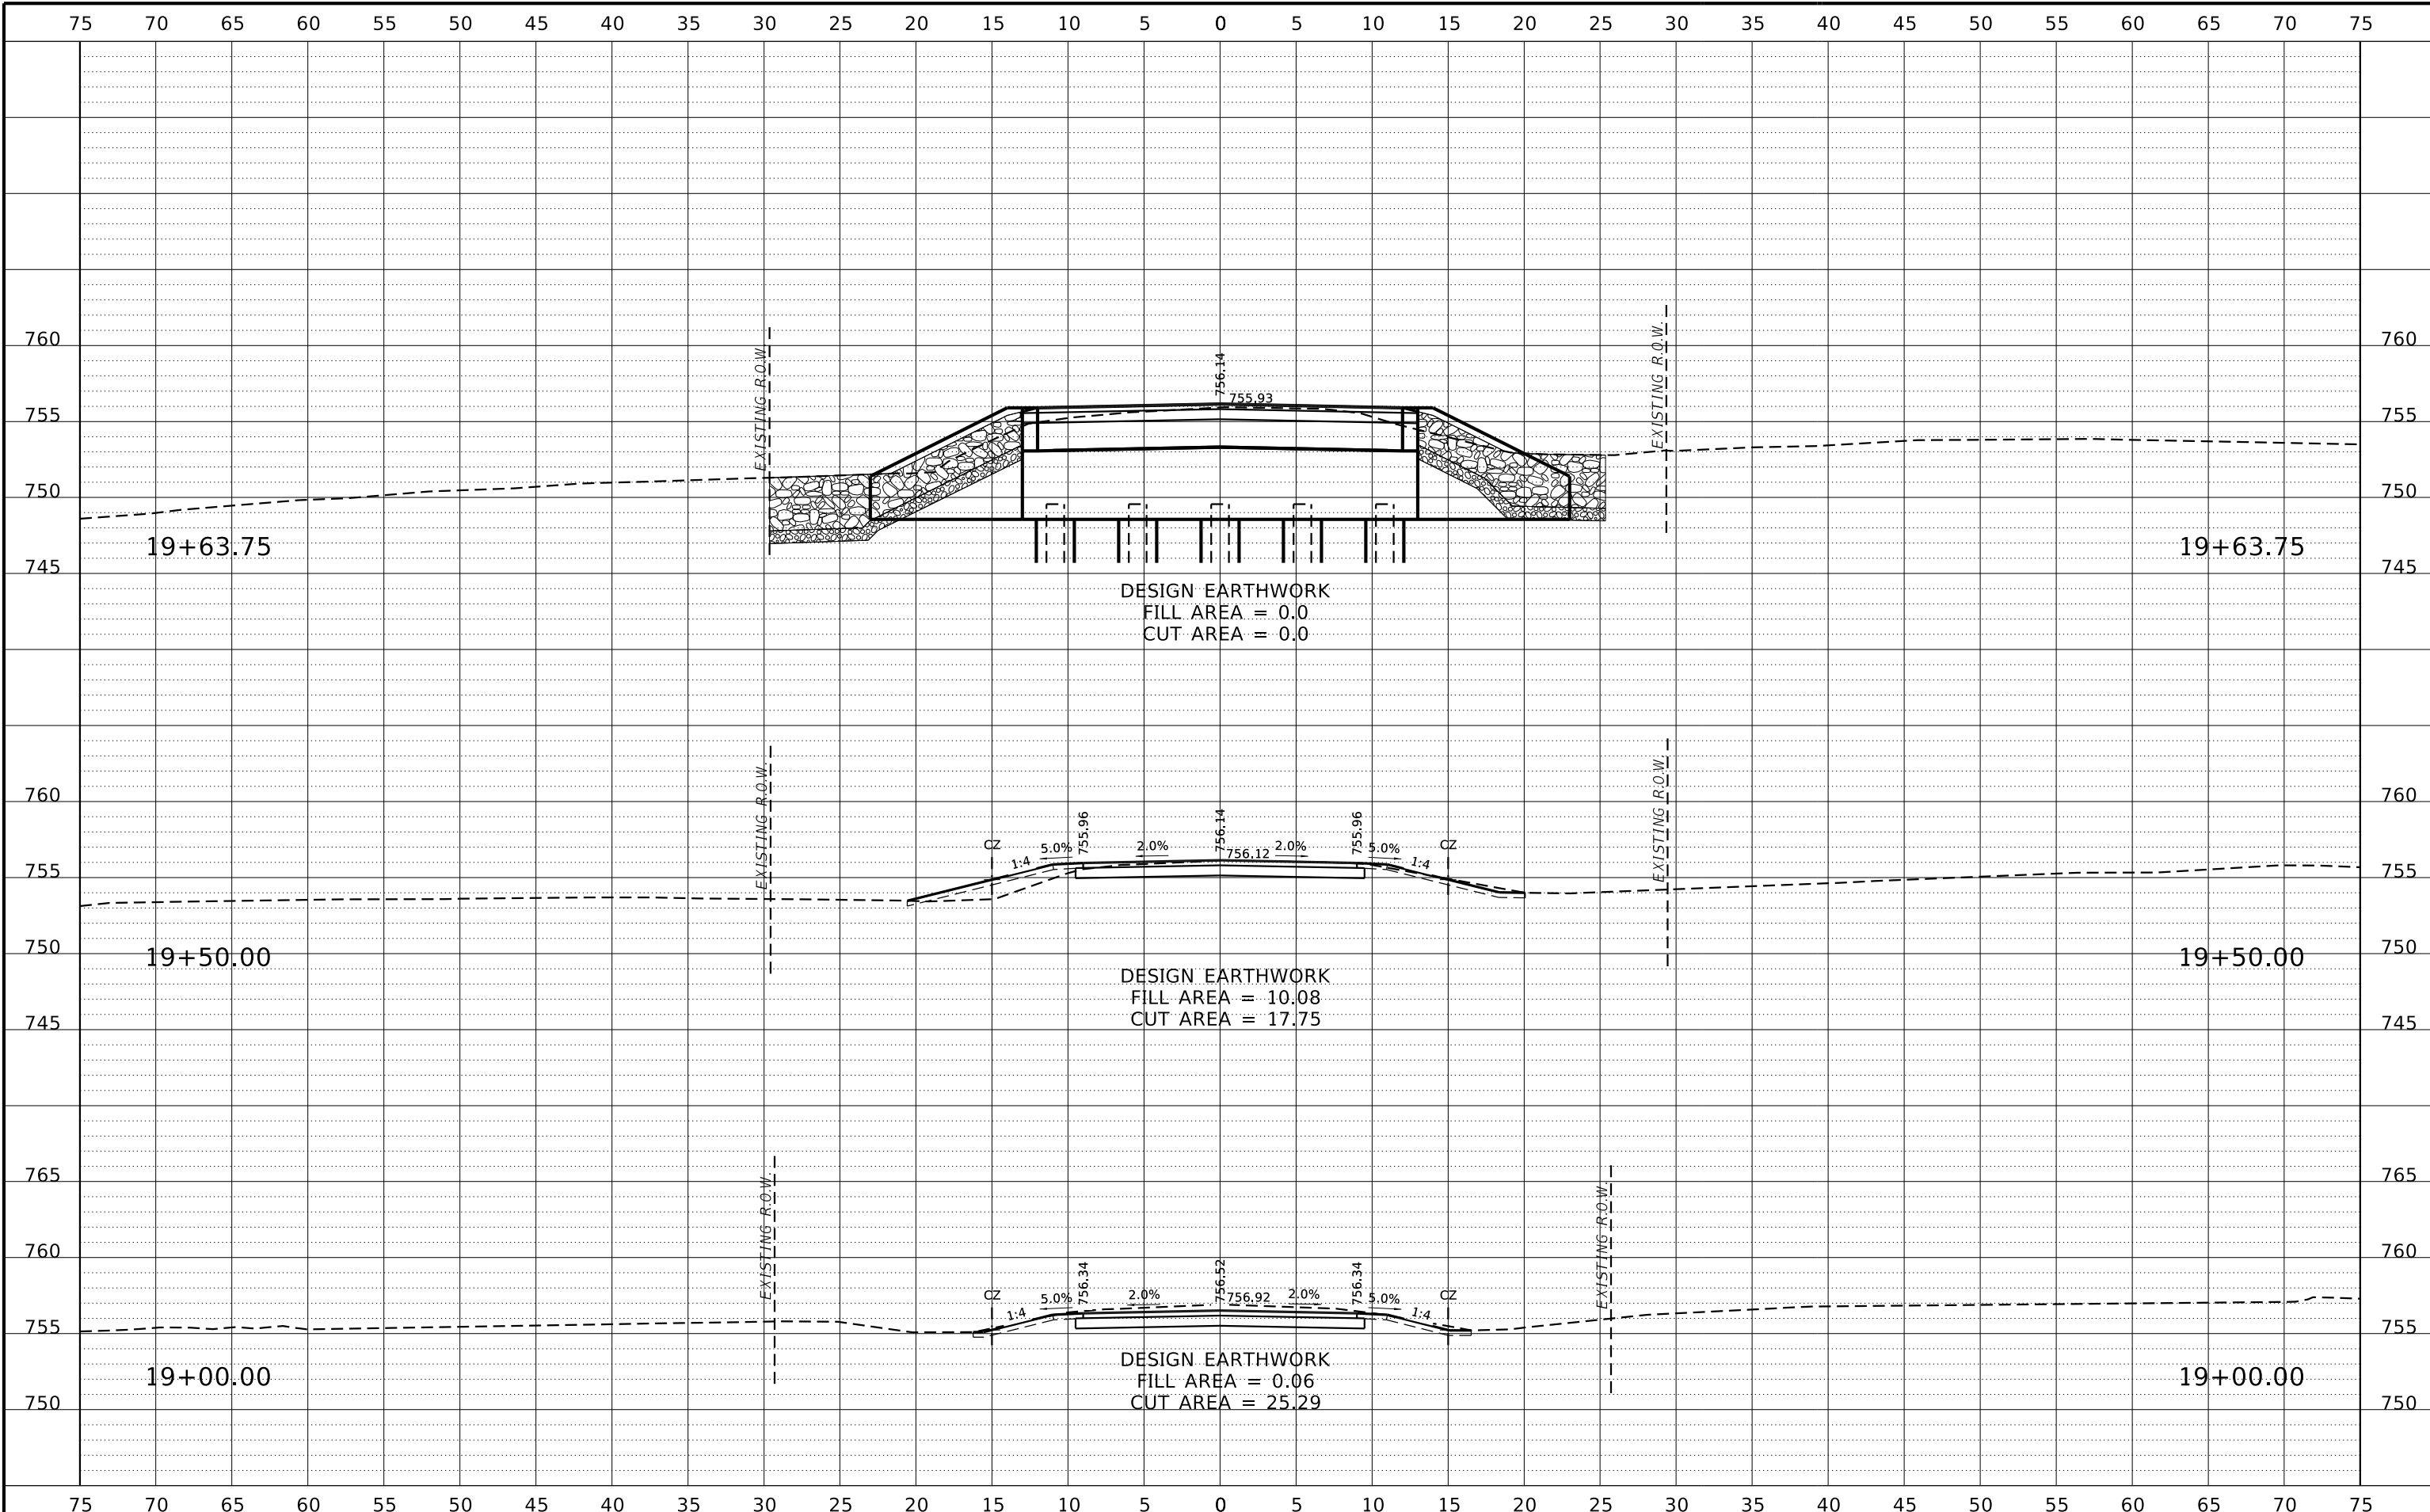 75 70 65 60 55 50 45 40 35 30 25 20 15 10 5 0 5 10 15 20 25 30 35 40 45 50 55 60 65 70 75
760 760
EXISTING R.O.W.
EXISTING R.O.W.
756.14
755.93
755 755
750 750
19+63.75 19+63.75
745 745
DESIGN EARTHWORK
FILL AREA = 0.0
CUT AREA = 0.0
760 760
EXISTING R.O.W.
EXISTING R.O.W.
755.96 756.14 755.96
CZ 1:4 5.0% 2.0% 756.12 2.0% 5.0% 1:4 CZ
755 755
750 750
19+50.00 19+50.00
DESIGN EARTHWORK
FILL AREA = 10.08
CUT AREA = 17.75
745 745
765 765
EXISTING R.O.W.
EXISTING R.O.W.
760 760
756.34 756.52 756.34
CZ 1:4 5.0% 2.0% 756.92 2.0% 5.0% 1:4 CZ
755 755
DESIGN EARTHWORK
19+00.00 19+00.00
FILL AREA = 0.06
CUT AREA = 25.29
750 750
75 70 65 60 55 50 45 40 35 30 25 20 15 10 5 0 5 10 15 20 25 30 35 40 45 50 55 60 65 70 75